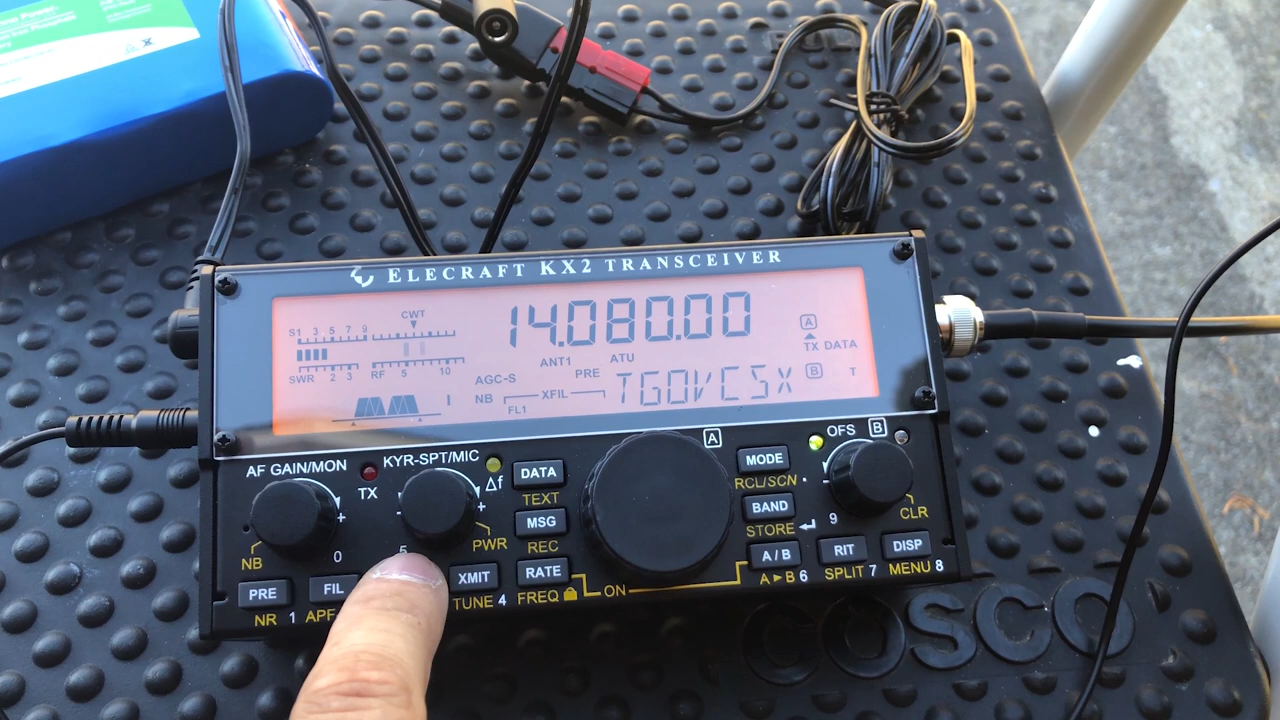 ELECRAFT KX2 TRANSCEIVER
CWT
S1 3 5 7 9
14.080.00
A
TX DATA
ANT1 ATU
SWR 2 3 RF 5 10
AGC-S PRE
B T
NB XFIL
FL1
AF GAIN/MON
TX
KYR-SPT/MIC
Δf
DATA
TEXT
A
MODE
RCL/SCN
OFS B
- +
- +
NB
0
5
PWR
MSG
REC
BAND
STORE
9
CLR
PRE
NR 1
FIL
APF
XMIT
TUNE 4
RATE
FREQ
ON
A / B
A ► B 6
RIT
SPLIT 7
DISP
MENU 8
COSCO